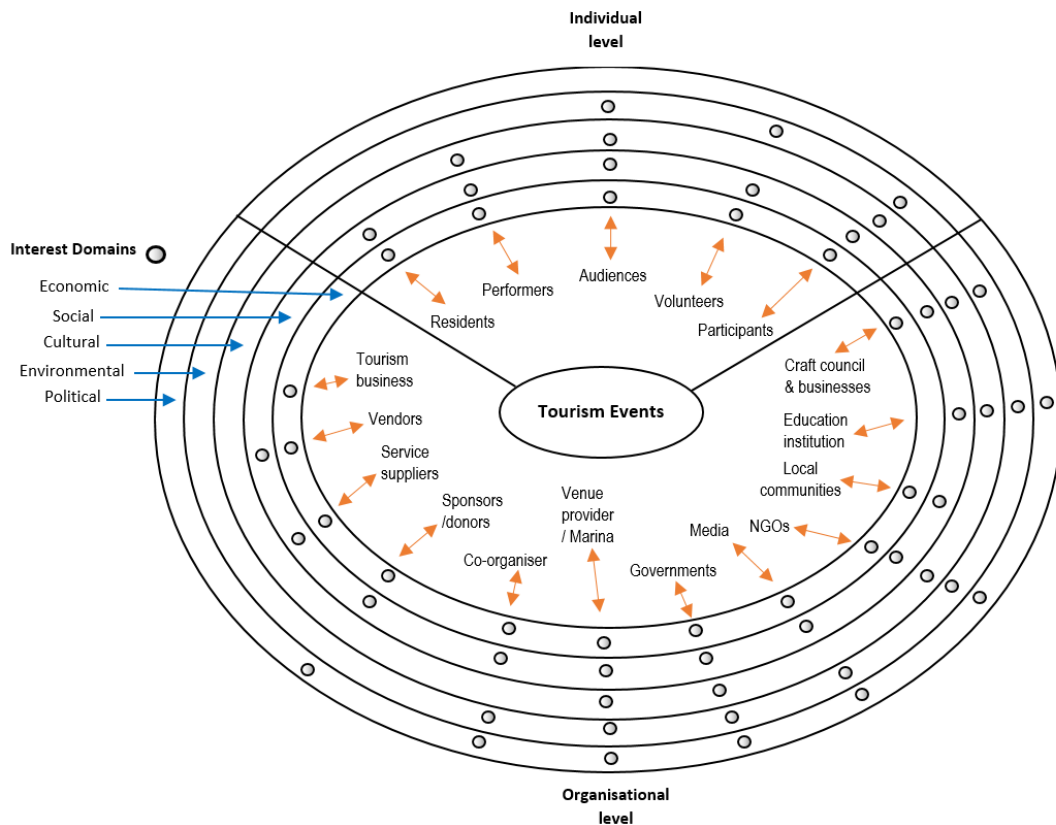 Individual
level
Interest Domains
Economic
Social
Cultural
Environmental
Political
Residents
Performers
Audiences
Volunteers
Participants
Tourism Events
Tourism
business
Vendors
Service
suppliers
Sponsors
/donors
Co-organiser
Venue
provider
/ Marina
Governments
Media
NGOs
Local
communities
Education
institution
Craft council
& businesses
Organisational
level